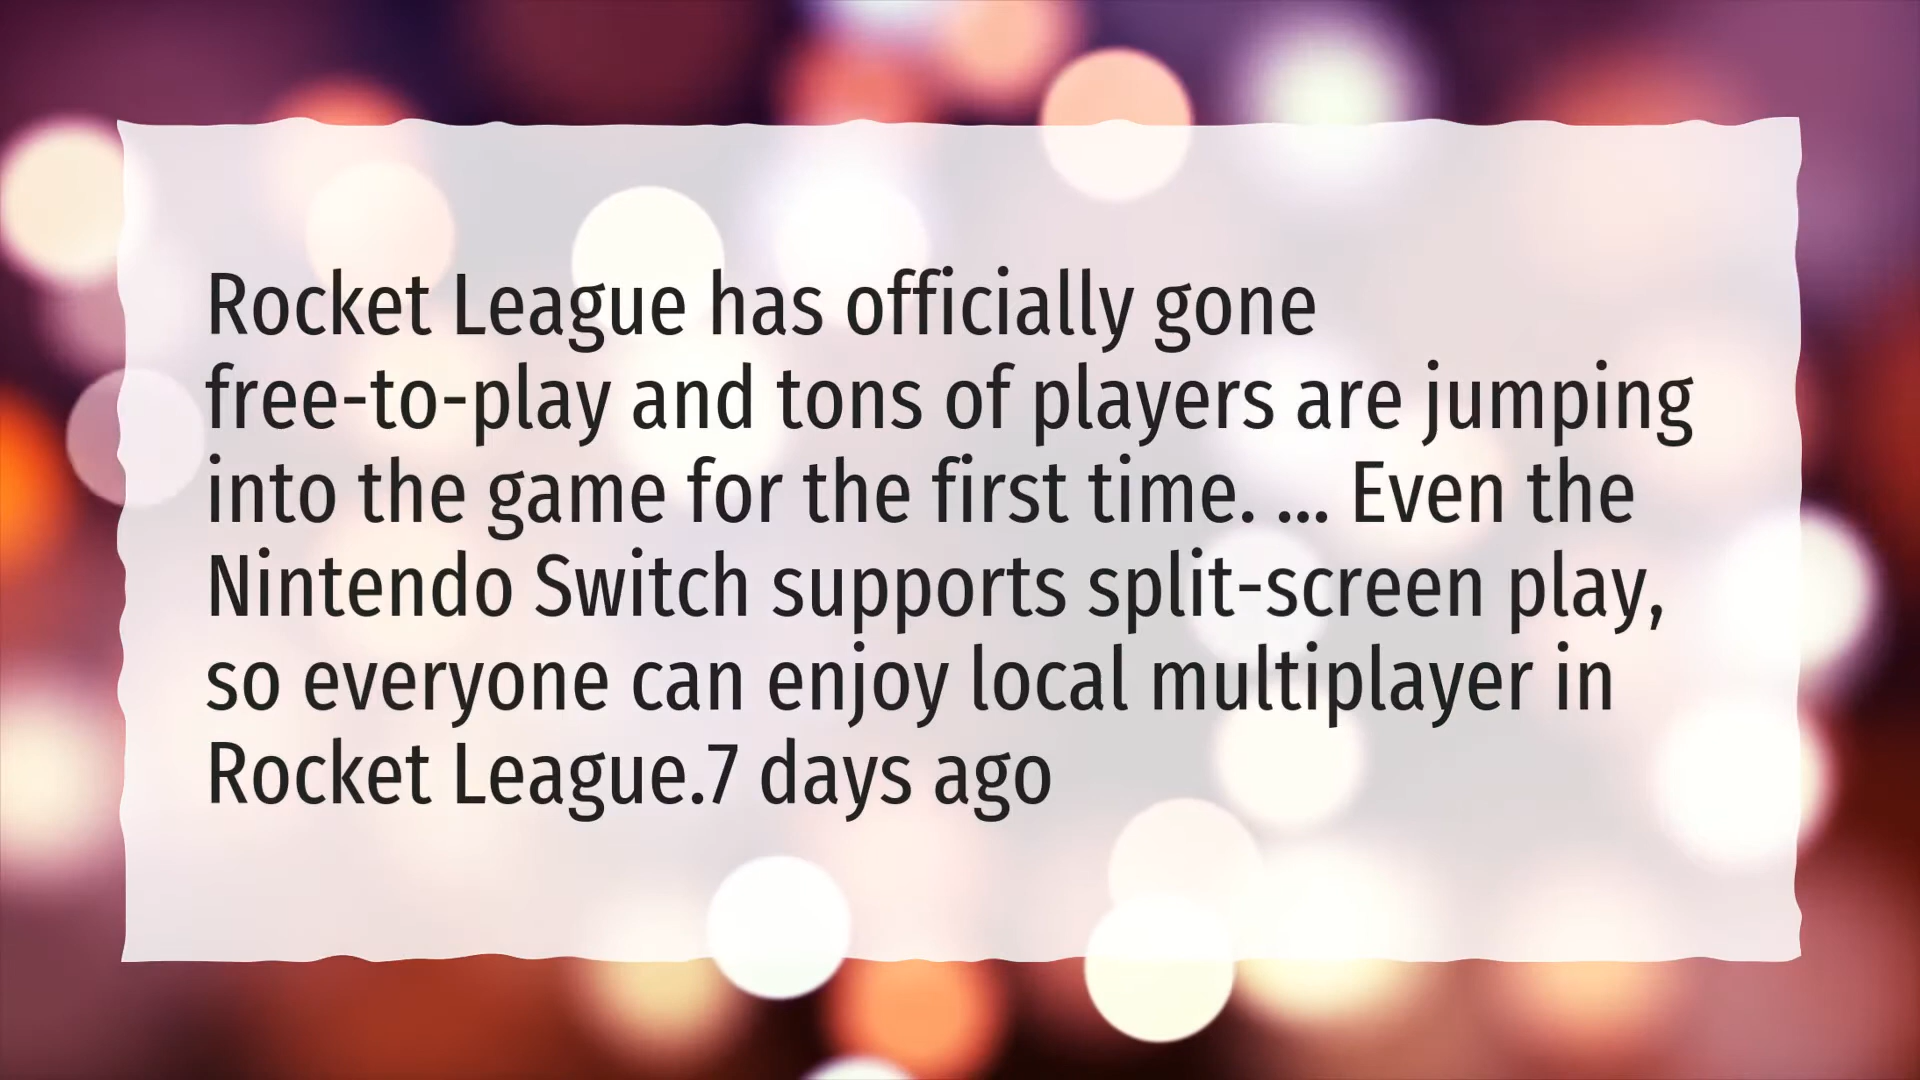 Rocket League has officially gone
free-to-play and tons of players are jumping
into the game for the first time. ... Even the
Nintendo Switch supports split-screen play,
so everyone can enjoy local multiplayer in
Rocket League.7 days ago